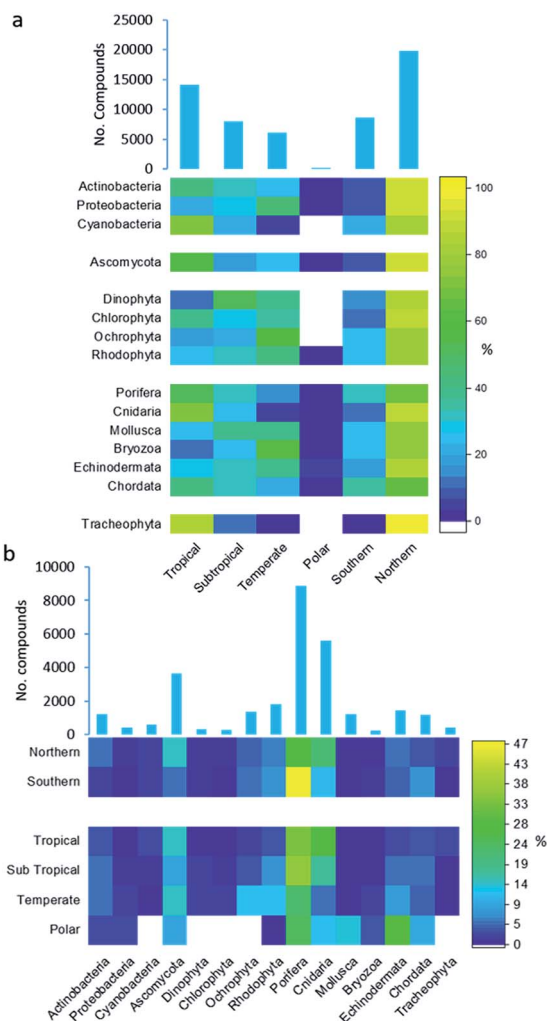 a
25000
20000
15000
10000
5000
0
No. Compounds
Actinobacteria
Proteobacteria
Cyanobacteria
Ascomycota
Dinophyta
Chlorophyta
Ochrophyta
Rhodophyta
Porifera
Cnidaria
Mollusca
Bryozoa
Echinodermata
Chordata
Tracheophyta
100
80
60
%
40
20
0
Tropical
Subtropical
Temperate
Polar
Southern
Northern
b
10000
8000
6000
4000
2000
0
No. compounds
Northern
Southern
Tropical
Sub Tropical
Temperate
Polar
47
43
38
33
28
24
%
19
14
9
5
0
Actinobacteria
Proteobacteria
Cyanobacteria
Ascomycota
Dinophyta
Chlorophyta
Ochrophyta
Rhodophyta
Porifera
Cnidaria
Mollusca
Bryozoa
Echinodermata
Chordata
Tracheophyta